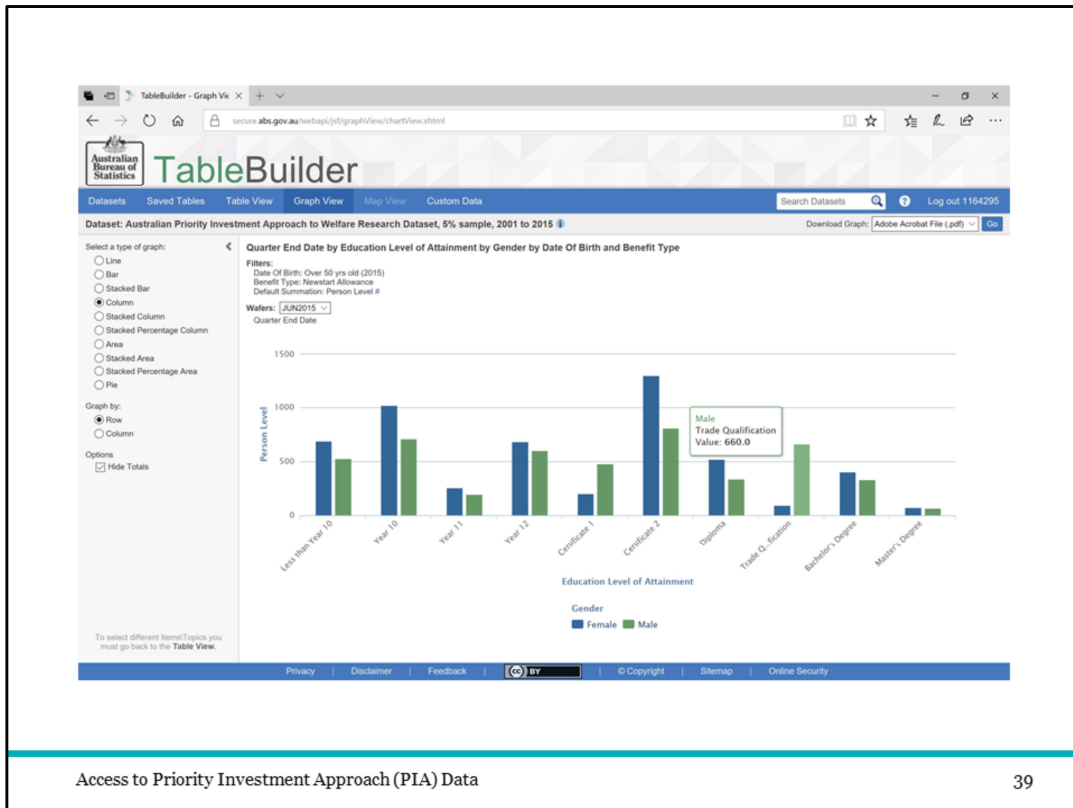 TableBuilder - Graph Vie
secure.abs.gov.au/webapi/jsf/graphView/chartView.xhtml
Australian
Bureau of
Statistics
TableBuilder
Datasets Saved Tables Table View Graph View Map View Custom Data Search Datasets ? Log out 1164295
Dataset: Australian Priority Investment Approach to Welfare Research Dataset, 5% sample, 2001 to 2015 Download Graph: Adobe Acrobat File (.pdf) Go
Select a type of graph:
Line
Bar
Stacked Bar
Column
Stacked Column
Stacked Percentage Column
Area
Stacked Area
Stacked Percentage Area
Pie
Graph by:
Row
Column
Options
Hide Totals
To select different Items\Topics you
must go back to the Table View.
Quarter End Date by Education Level of Attainment by Gender by Date Of Birth and Benefit Type
Filters:
Date Of Birth: Over 50 yrs old (2015)
Benefit Type: Newstart Allowance
Default Summation: Person Level #
Wafers: JUN2015
Quarter End Date
1500
1000
500
0
Person Level
Male
Trade Qualification
Value: 660.0
Less than Year 10
Year 10
Year 11
Year 12
Cerificate 1
Cerificate 2
Diploma
Trade Q...fication
Bachelor's Degree
Master's Degree
Education Level of Attainment
Gender
Female Male
Privacy | Disclaimer | Feedback | cc BY | © Copyright | Sitemap | Online Security
Access to Priority Investment Approach (PIA) Data 39